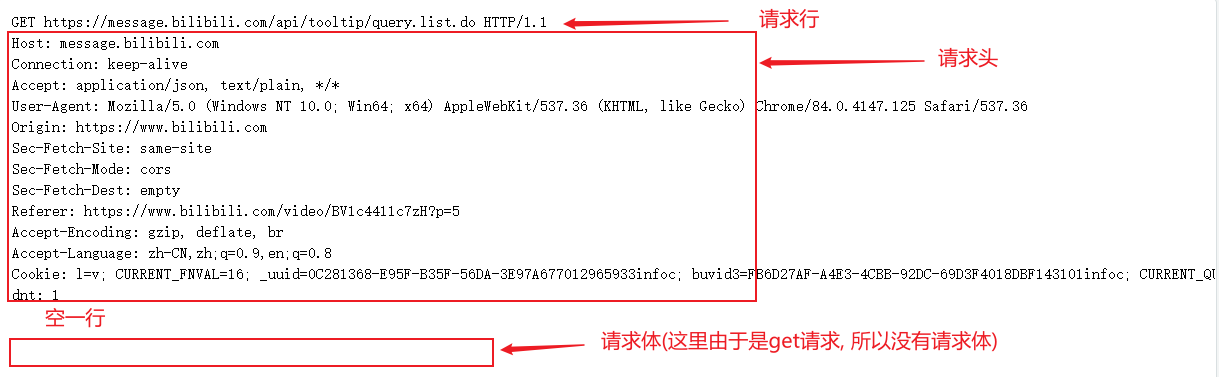 GET https://message.bilibili.com/api/tooltip/query.list.do HTTP/1.1
请求行
Host: message.bilibili.com
Connection: keep-alive
请求头
Accept: application/json, text/plain, */*
User-Agent: Mozilla/5.0 (Windows NT 10.0; Win64; x64) AppleWebKit/537.36 (KHTML, like Gecko) Chrome/84.0.4147.125 Safari/537.36
Origin: https://www.bilibili.com
Sec-Fetch-Site: same-site
Sec-Fetch-Mode: cors
Sec-Fetch-Dest: empty
Referer: https://www.bilibili.com/video/BV1c4411c7zH?p=5
Accept-Encoding: gzip, deflate, br
Accept-Language: zh-CN,zh;q=0.9,en;q=0.8
Cookie: l=v; CURRENT_FNVAL=16; _uuid=0C281368-E95F-B35F-56DA-3E97A677012965933infoc; buvid3=FB6D27AF-A4E3-4CBB-92DC-69D3F4018DBF143101infoc; CURRENT_QU
dnt: 1
空一行
请求体(这里由于是get请求, 所以没有请求体)